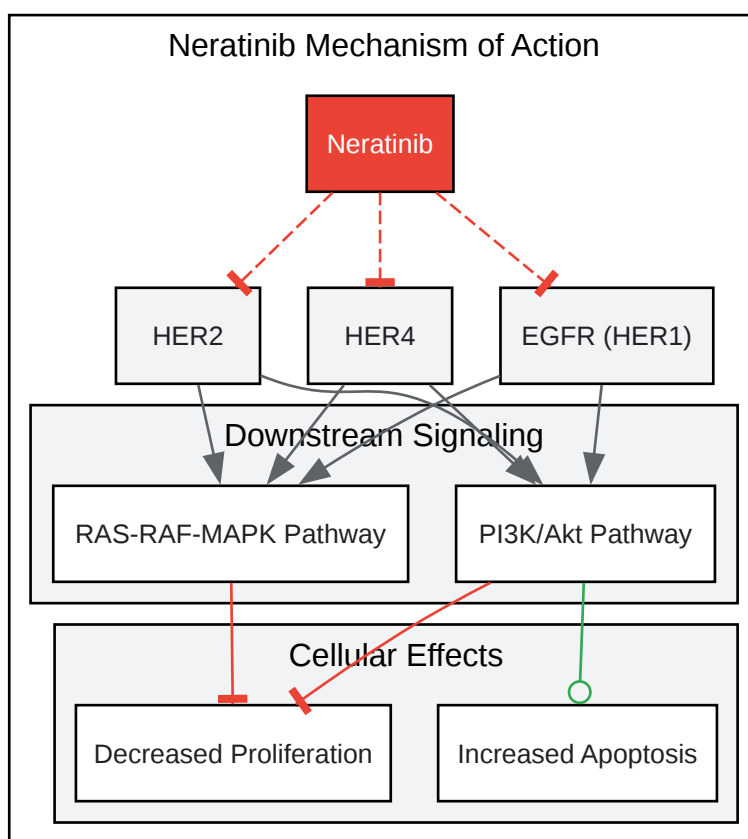 Neratinib Mechanism of Action
Neratinib
HER2
HER4
EGFR (HER1)
Downstream Signaling
RAS-RAF-MAPK Pathway
PI3K/Akt Pathway
Cellular Effects
Decreased Proliferation
Increased Apoptosis